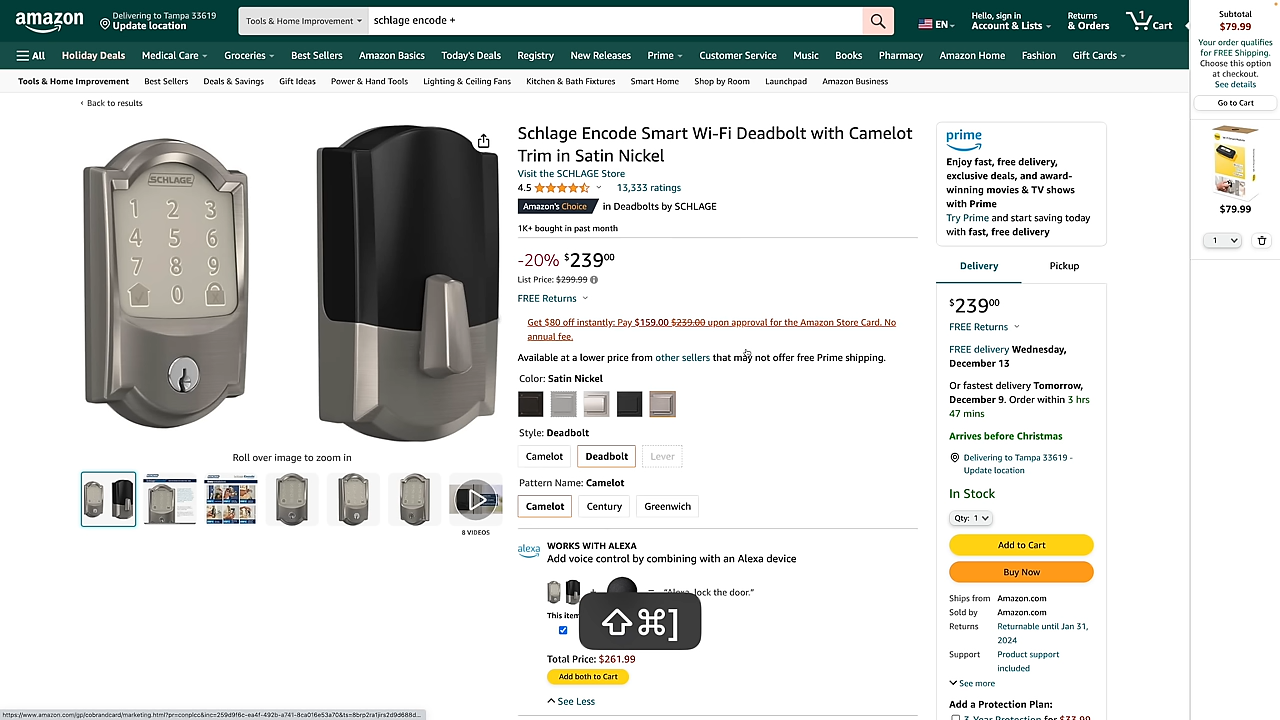 amazon
Delivering to Tampa 33619
Update location
Tools & Home Improvement
schlage encode +
EN
Hello, sign in
Account & Lists
Returns
& Orders
1
Cart
All
Holiday Deals
Medical Care
Groceries
Best Sellers
Amazon Basics
Today's Deals
Registry
New Releases
Prime
Customer Service
Music
Books
Pharmacy
Amazon Home
Fashion
Gift Cards
Tools & Home Improvement
Best Sellers
Deals & Savings
Gift Ideas
Power & Hand Tools
Lighting & Ceiling Fans
Kitchen & Bath Fixtures
Smart Home
Shop by Room
Launchpad
Amazon Business
‹ Back to results
SCHLAGE
1 2 3
4 5 6
7 8 9
0
Roll over image to zoom in
8 VIDEOS
Schlage Encode Smart Wi-Fi Deadbolt with Camelot
Trim in Satin Nickel
Visit the SCHLAGE Store
4.5
13,333 ratings
Amazon's Choice
in Deadbolts by SCHLAGE
1K+ bought in past month
-20% $23900
List Price: $299.99
FREE Returns
Get $80 off instantly: Pay $159.00 $239.00 upon approval for the Amazon Store Card. No
annual fee.
Available at a lower price from other sellers that may not offer free Prime shipping.
Color: Satin Nickel
Style: Deadbolt
Camelot
Deadbolt
Lever
Pattern Name: Camelot
Camelot
Century
Greenwich
alexa
WORKS WITH ALEXA
Add voice control by combining with an Alexa device
+
=
"Alexa, lock the door."
This item
⇧⌘]
Total Price: $261.99
Add both to Cart
See Less
prime
Enjoy fast, free delivery,
exclusive deals, and award-
winning movies & TV shows
with Prime
Try Prime and start saving today
with fast, free delivery
Delivery
Pickup
$23900
FREE Returns
FREE delivery Wednesday,
December 13
Or fastest delivery Tomorrow,
December 9. Order within 3 hrs
47 mins
Arrives before Christmas
Delivering to Tampa 33619 -
Update location
In Stock
Qty: 1
Add to Cart
Buy Now
Ships from
Amazon.com
Sold by
Amazon.com
Returns
Returnable until Jan 31,
2024
Support
Product support
included
See more
Add a Protection Plan:
3-Year Protection for $33.99
Subtotal
$79.99
Your order qualifies
for FREE Shipping.
Choose this option
at checkout.
See details
Go to Cart
$79.99
1